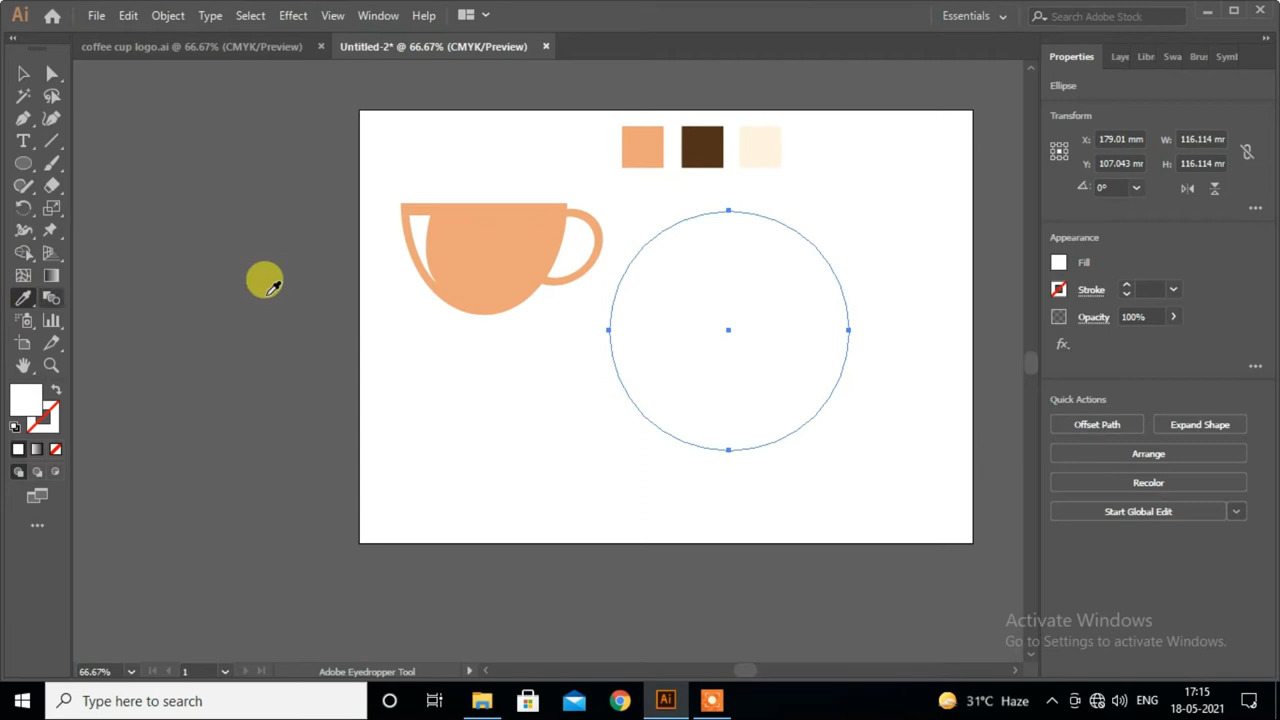 Ai File Edit Object Type Select Effect View Window Help Essentials Search Adobe Stock
coffee cup logo.ai @ 66.67% (CMYK/Preview) × Untitled-2* @ 66.67% (CMYK/Preview) ×
Properties Laye Libr Swa Brus Symb
Ellipse
Transform
X: 179.01 mm W: 116.114 mr
Y: 107.043 mm H: 116.114 mr
0°
Appearance
Fill
Stroke
Opacity 100%
fx.
Quick Actions
Offset Path Expand Shape
Arrange
Recolor
Start Global Edit
Activate Windows
Go to Settings to activate Windows.
66.67% 1 Adobe Eyedropper Tool
Type here to search Ai 31°C Haze ENG 17:15
18-05-2021